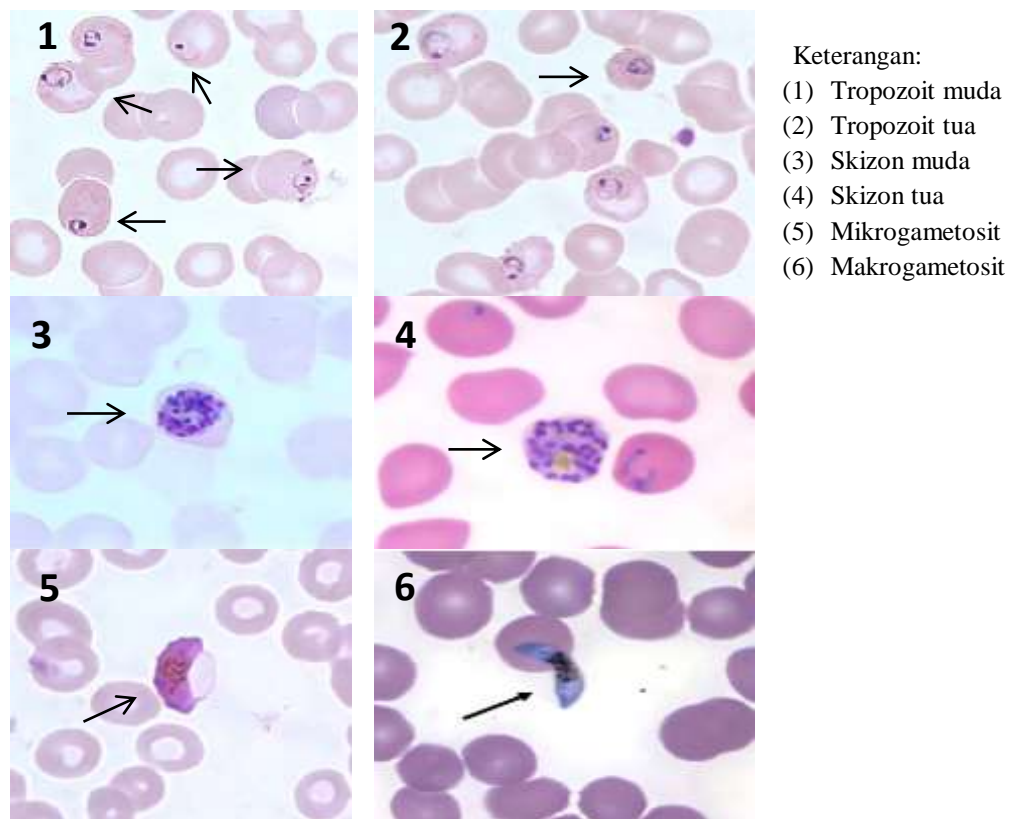 1
2
Keterangan:
(1) Tropozoit muda
(2) Tropozoit tua
(3) Skizon muda
(4) Skizon tua
(5) Mikrogametosit
(6) Makrogametosit
3
4
5
6